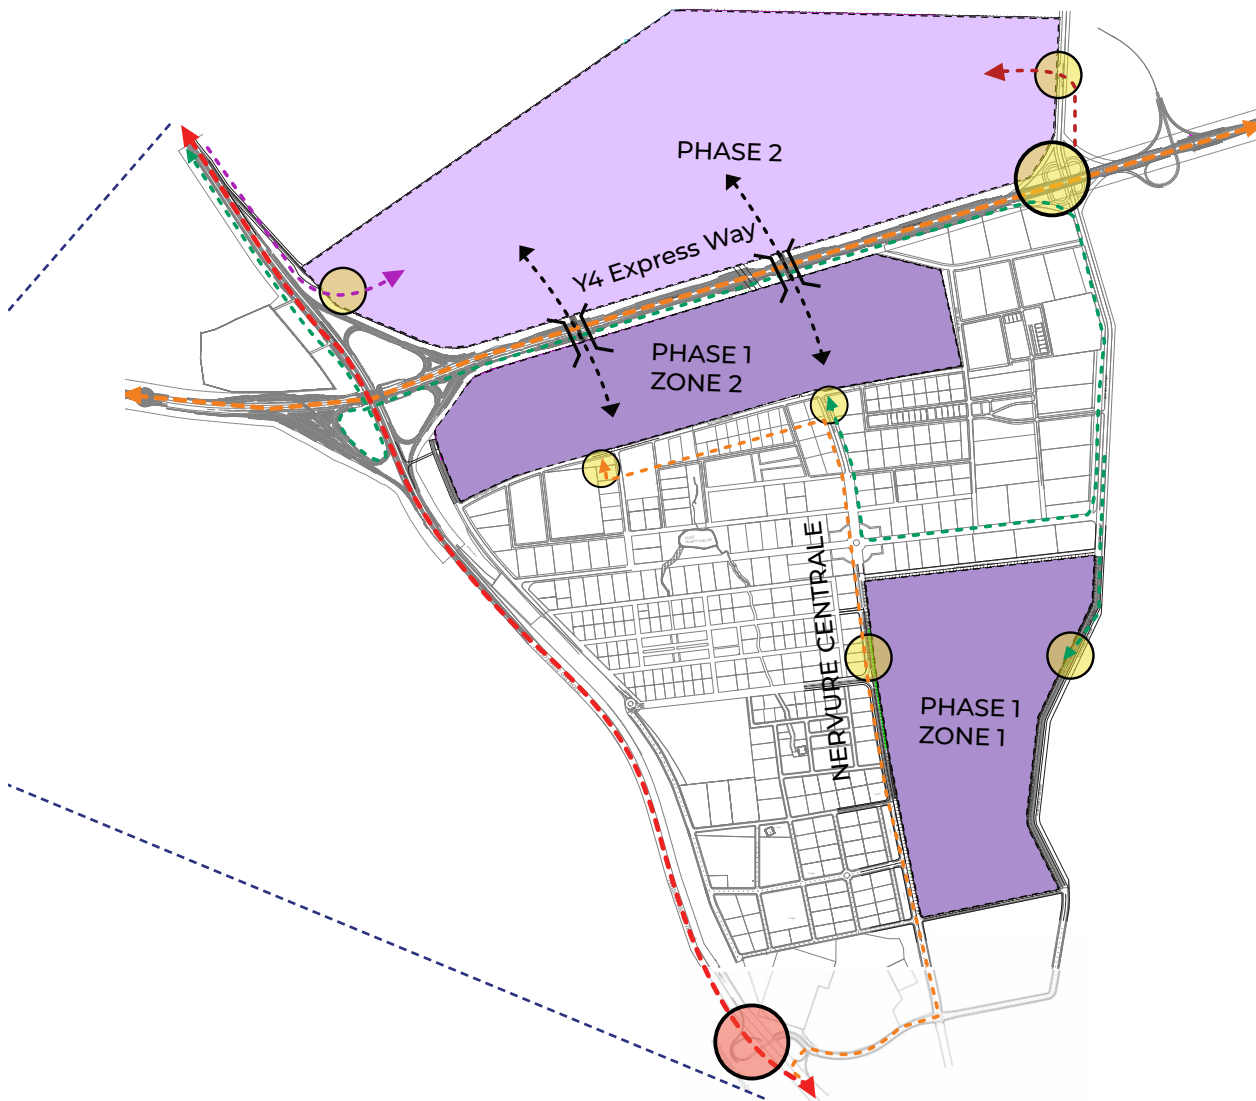 PHASE 2
Y4 Express Way
PHASE 1
ZONE 2
NERVURE CENTRALE
PHASE 1
ZONE 1